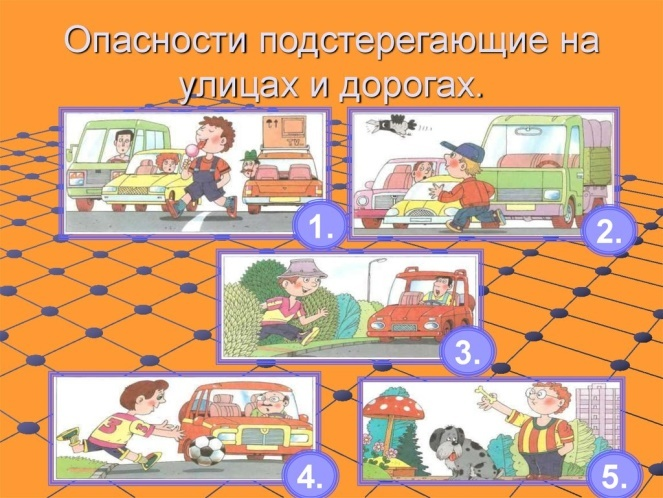 Опасности подстерегающие на
улицах и дорогах.
1.
2.
3.
4.
5.